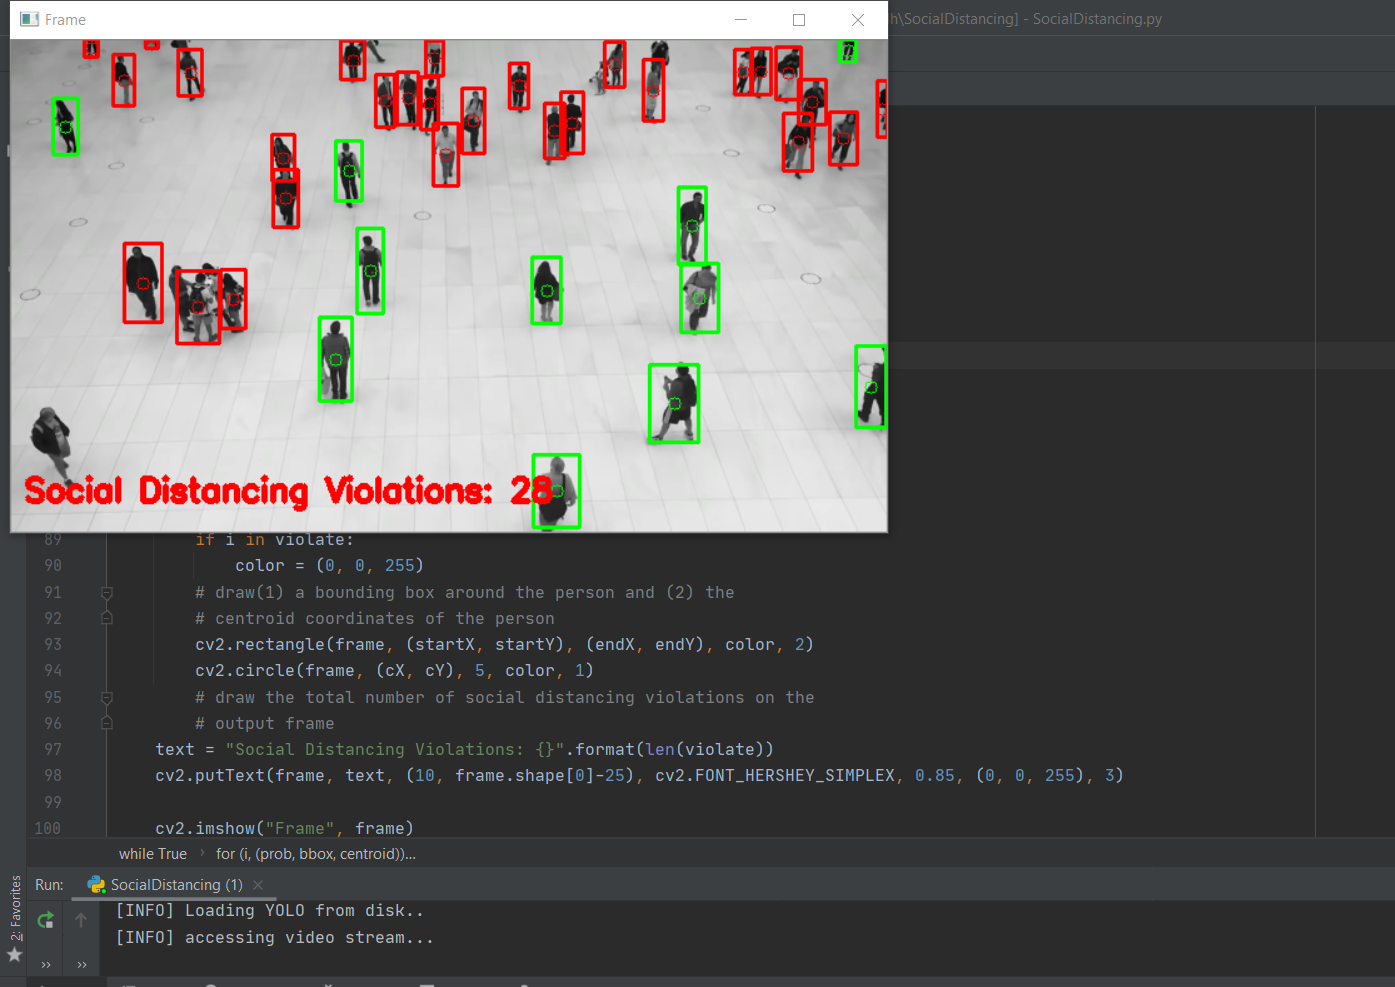 Frame
h\SocialDistancing] - SocialDistancing.py
Social Distancing Violations: 28
89 if i in violate:
90 color = (0, 0, 255)
91 # draw(1) a bounding box around the person and (2) the
92 # centroid coordinates of the person
93 cv2.rectangle(frame, (startX, startY), (endX, endY), color, 2)
94 cv2.circle(frame, (cX, cY), 5, color, 1)
95 # draw the total number of social distancing violations on the
96 # output frame
97 text = "Social Distancing Violations: {}".format(len(violate))
98 cv2.putText(frame, text, (10, frame.shape[0]-25), cv2.FONT_HERSHEY_SIMPLEX, 0.85, (0, 0, 255), 3)
99
100 cv2.imshow("Frame", frame)
while True › for (i, (prob, bbox, centroid))...
2: Favorites
Run: SocialDistancing (1)
[INFO] Loading YOLO from disk..
[INFO] accessing video stream...